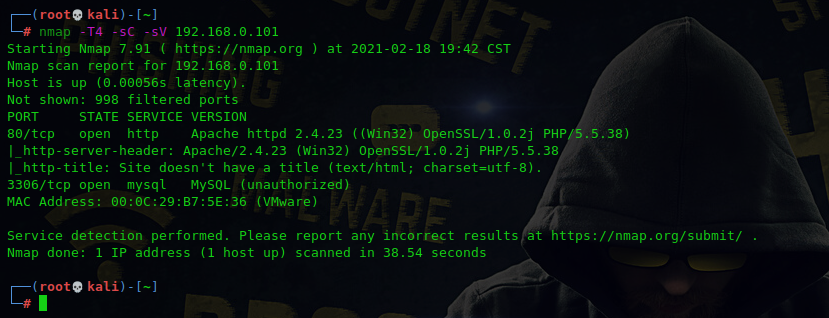 ┌──(root💀kali)-[~]
└─# nmap -T4 -sC -sV 192.168.0.101
Starting Nmap 7.91 ( https://nmap.org ) at 2021-02-18 19:42 CST
Nmap scan report for 192.168.0.101
Host is up (0.00056s latency).
Not shown: 998 filtered ports
PORT     STATE SERVICE VERSION
80/tcp   open  http    Apache httpd 2.4.23 ((Win32) OpenSSL/1.0.2j PHP/5.5.38)
|_http-server-header: Apache/2.4.23 (Win32) OpenSSL/1.0.2j PHP/5.5.38
|_http-title: Site doesn't have a title (text/html; charset=utf-8).
3306/tcp open  mysql   MySQL (unauthorized)
MAC Address: 00:0C:29:B7:5E:36 (VMware)
Service detection performed. Please report any incorrect results at https://nmap.org/submit/ .
Nmap done: 1 IP address (1 host up) scanned in 38.54 seconds
┌──(root💀kali)-[~]
└─#
MALWARE